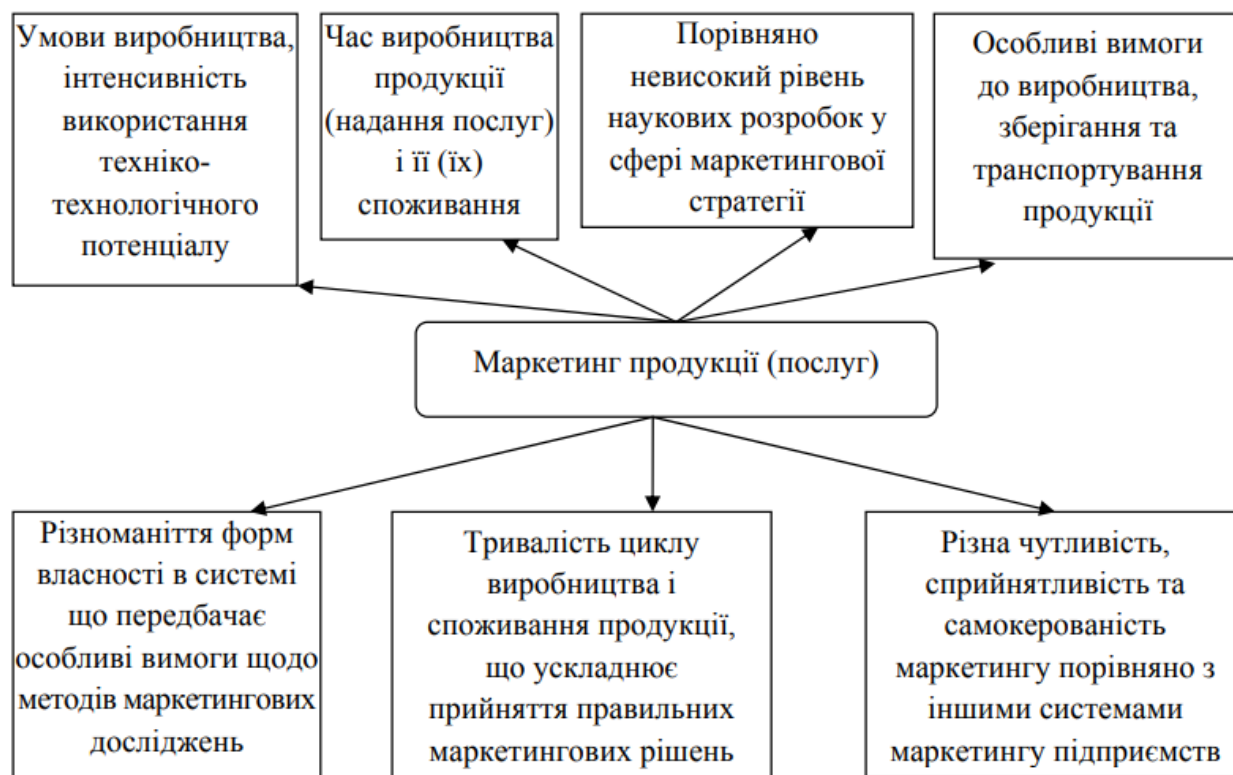 Умови виробництва,
інтенсивність
використання
техніко-
технологічного
потенціалу
Час виробництва
продукції
(надання послуг)
і її (їх)
споживання
Порівняно
невисокий рівень
наукових розробок у
сфері маркетингової
стратегії
Особливі вимоги
до виробництва,
зберігання та
транспортування
продукції
Маркетинг продукції (послуг)
Різноманіття форм
власності в системі
що передбачає
особливі вимоги щодо
методів маркетингових
досліджень
Тривалість циклу
виробництва і
споживання продукції,
що ускладнює
прийняття правильних
маркетингових рішень
Різна чутливість,
сприйнятливість та
самокерованість
маркетингу порівняно з
іншими системами
маркетингу підприємств